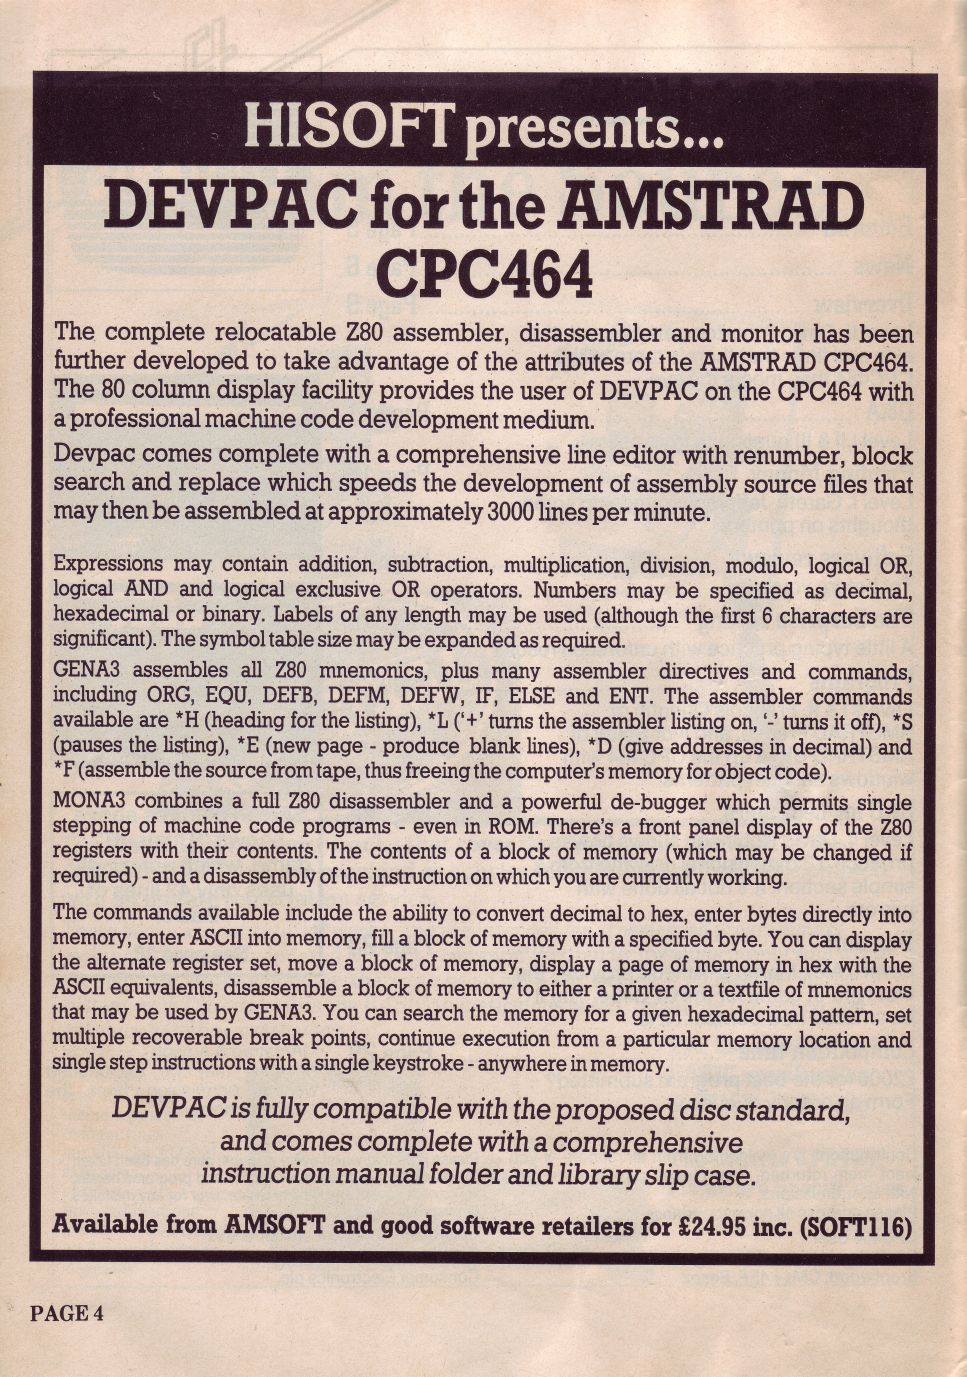 HISOFT presents...
DEVPAC for the AMSTRAD
CPC464
The complete relocatable Z80 assembler, disassembler and monitor has been
further developed to take advantage of the attributes of the AMSTRAD CPC464.
The 80 column display facility provides the user of DEVPAC on the CPC464 with
a professional machine code development medium.
Devpac comes complete with a comprehensive line editor with renumber, block
search and replace which speeds the development of assembly source files that
may then be assembled at approximately 3000 lines per minute.
Expressions may contain addition, subtraction, multiplication, division, modulo, logical OR,
logical AND and logical exclusive OR operators. Numbers may be specified as decimal,
hexadecimal or binary. Labels of any length may be used (although the first 6 characters are
significant). The symbol table size may be expanded as required.
GENA3 assembles all Z80 mnemonics, plus many assembler directives and commands,
including ORG, EQU, DEFB, DEFM, DEFW, IF, ELSE and ENT. The assembler commands
available are *H (heading for the listing), *L ('+' turns the assembler listing on, '-' turns it off), *S
(pauses the listing), *E (new page - produce blank lines), *D (give addresses in decimal) and
*F (assemble the source from tape, thus freeing the computer's memory for object code).
MONA3 combines a full Z80 disassembler and a powerful de-bugger which permits single
stepping of machine code programs - even in ROM. There's a front panel display of the Z80
registers with their contents. The contents of a block of memory (which may be changed if
required) - and a disassembly of the instruction on which you are currently working.
The commands available include the ability to convert decimal to hex, enter bytes directly into
memory, enter ASCII into memory, fill a block of memory with a specified byte. You can display
the alternate register set, move a block of memory, display a page of memory in hex with the
ASCII equivalents, disassemble a block of memory to either a printer or a textfile of mnemonics
that may be used by GENA3. You can search the memory for a given hexadecimal pattern, set
multiple recoverable break points, continue execution from a particular memory location and
single step instructions with a single keystroke - anywhere in memory.
DEVPAC is fully compatible with the proposed disc standard,
and comes complete with a comprehensive
instruction manual folder and library slip case.
Available from AMSOFT and good software retailers for £24.95 inc. (SOFT116)
PAGE 4